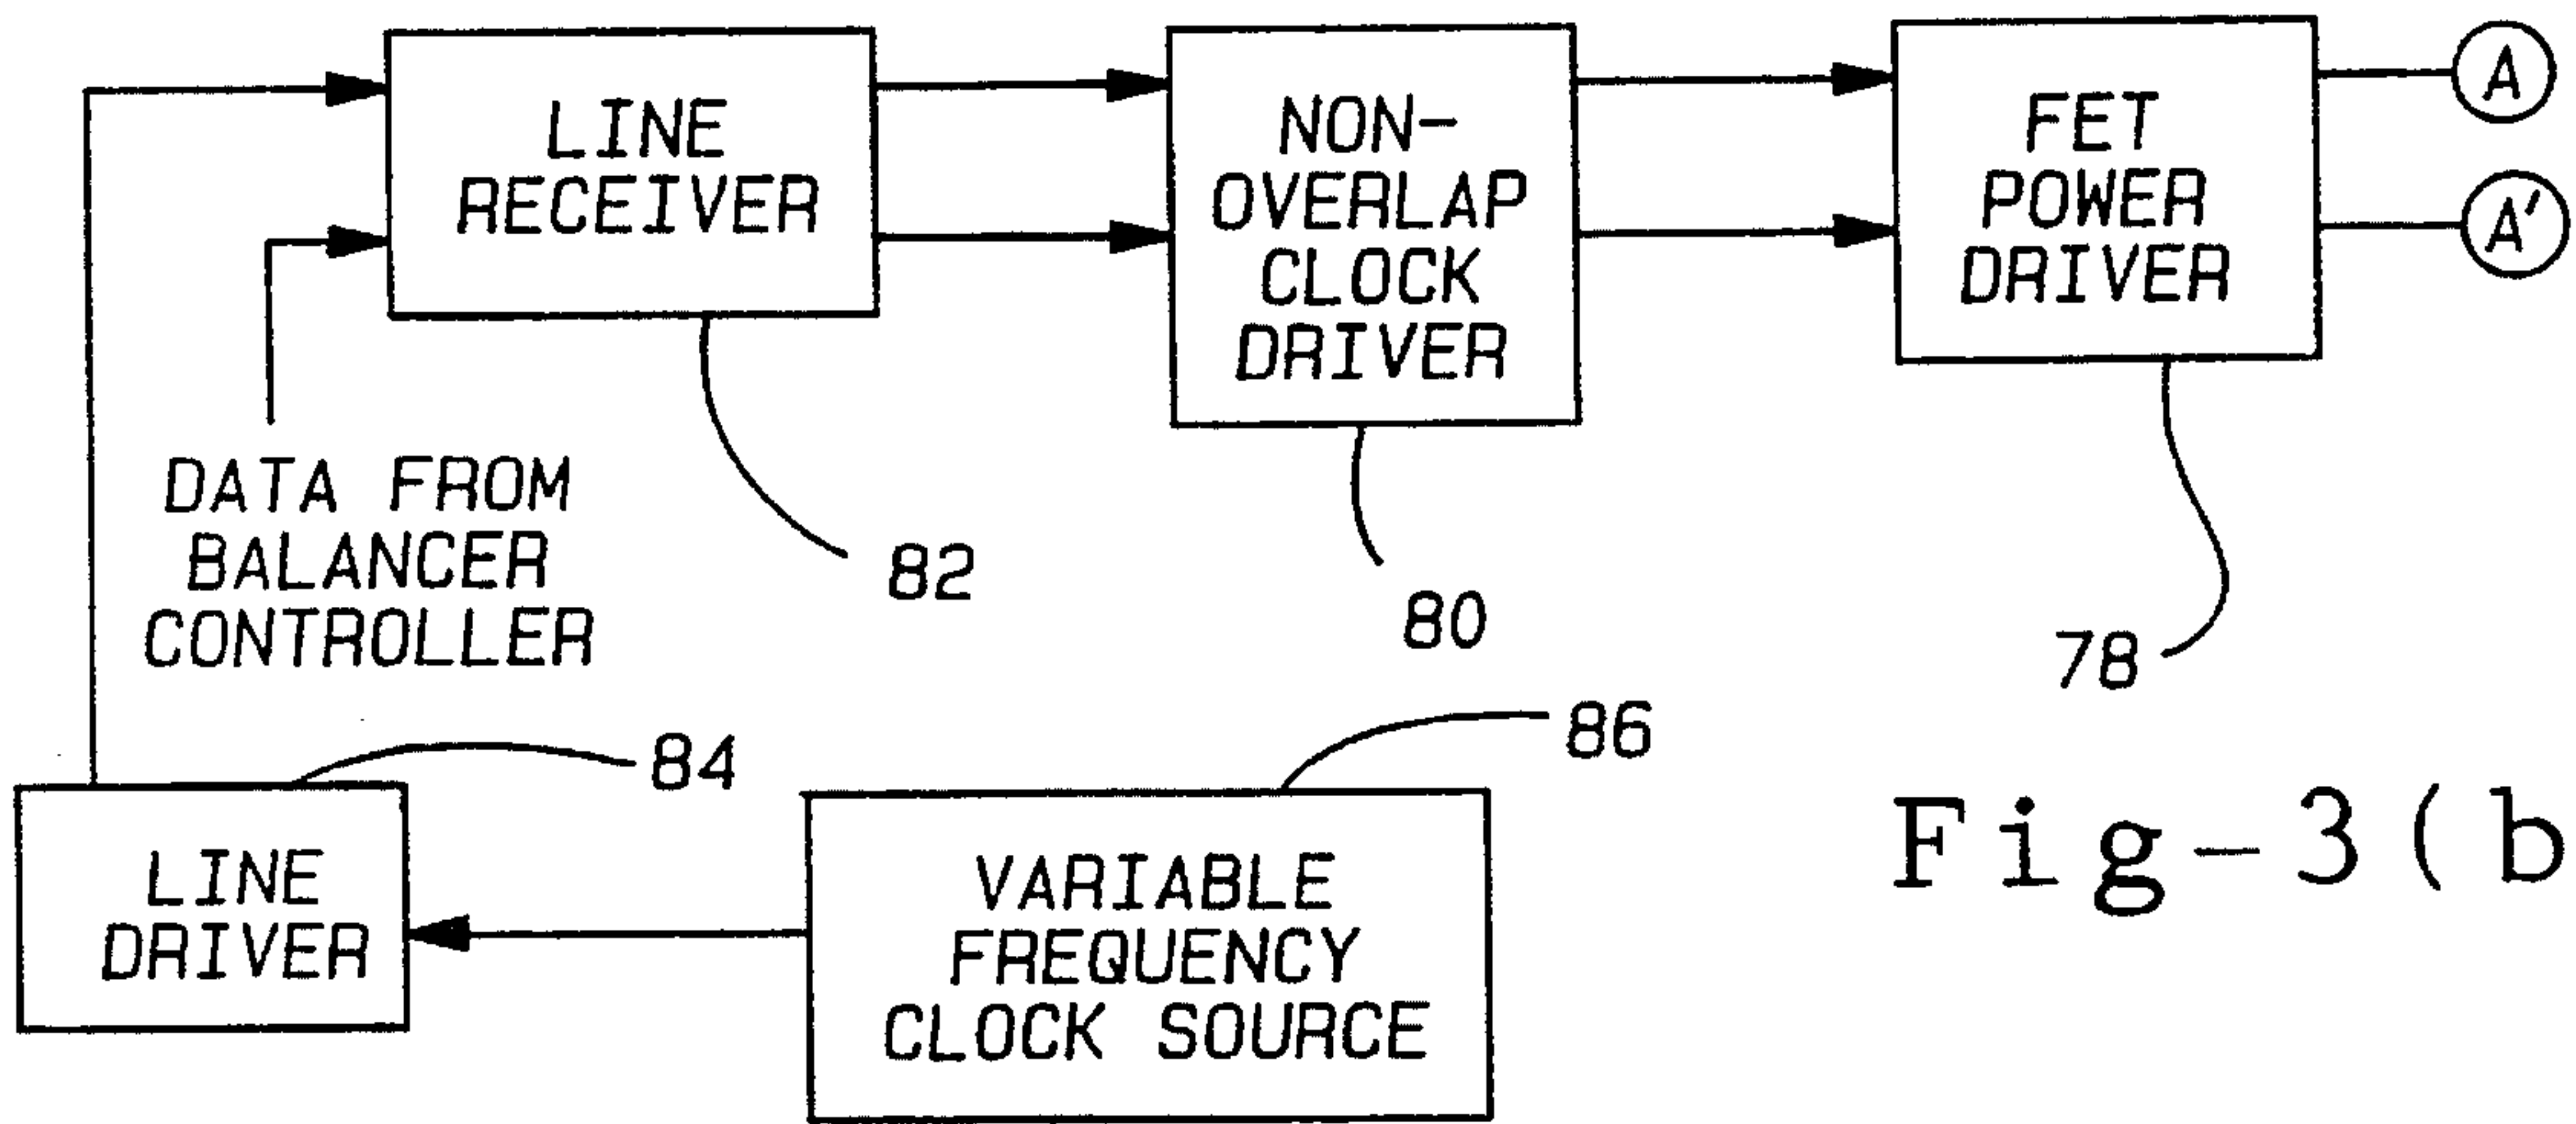 LINE
RECEIVER
NON-
OVERLAP
CLOCK
DRIVER
FET
POWER
DRIVER
A
A'
DATA FROM
BALANCER
CONTROLLER
82
80
78
84
86
LINE
DRIVER
VARIABLE
FREQUENCY
CLOCK SOURCE
Fig-3(b